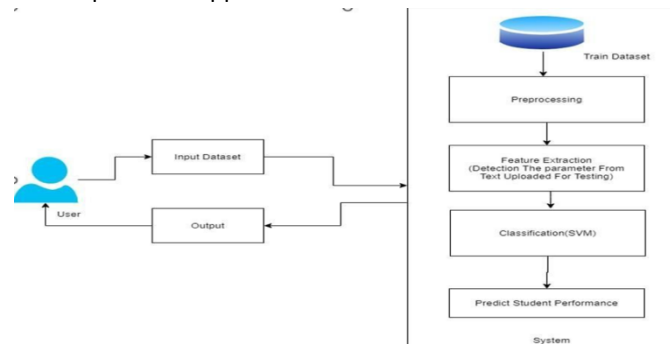 Train Dataset
Preprocessing
Feature Extraction
(Detection The parameter From
Text Uploaded For Testing)
Input Dataset
User
Output
Classification(SVM)
Predict Student Performance
System